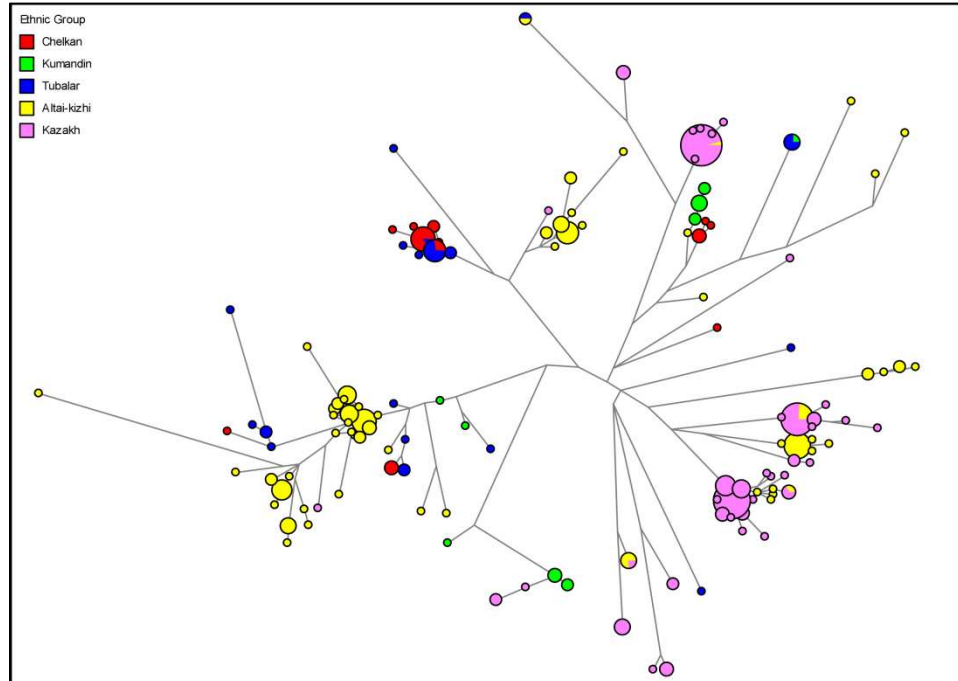 Ethnic Group
Chelkan
Kumandin
Tubalar
Altai-kizhi
Kazakh